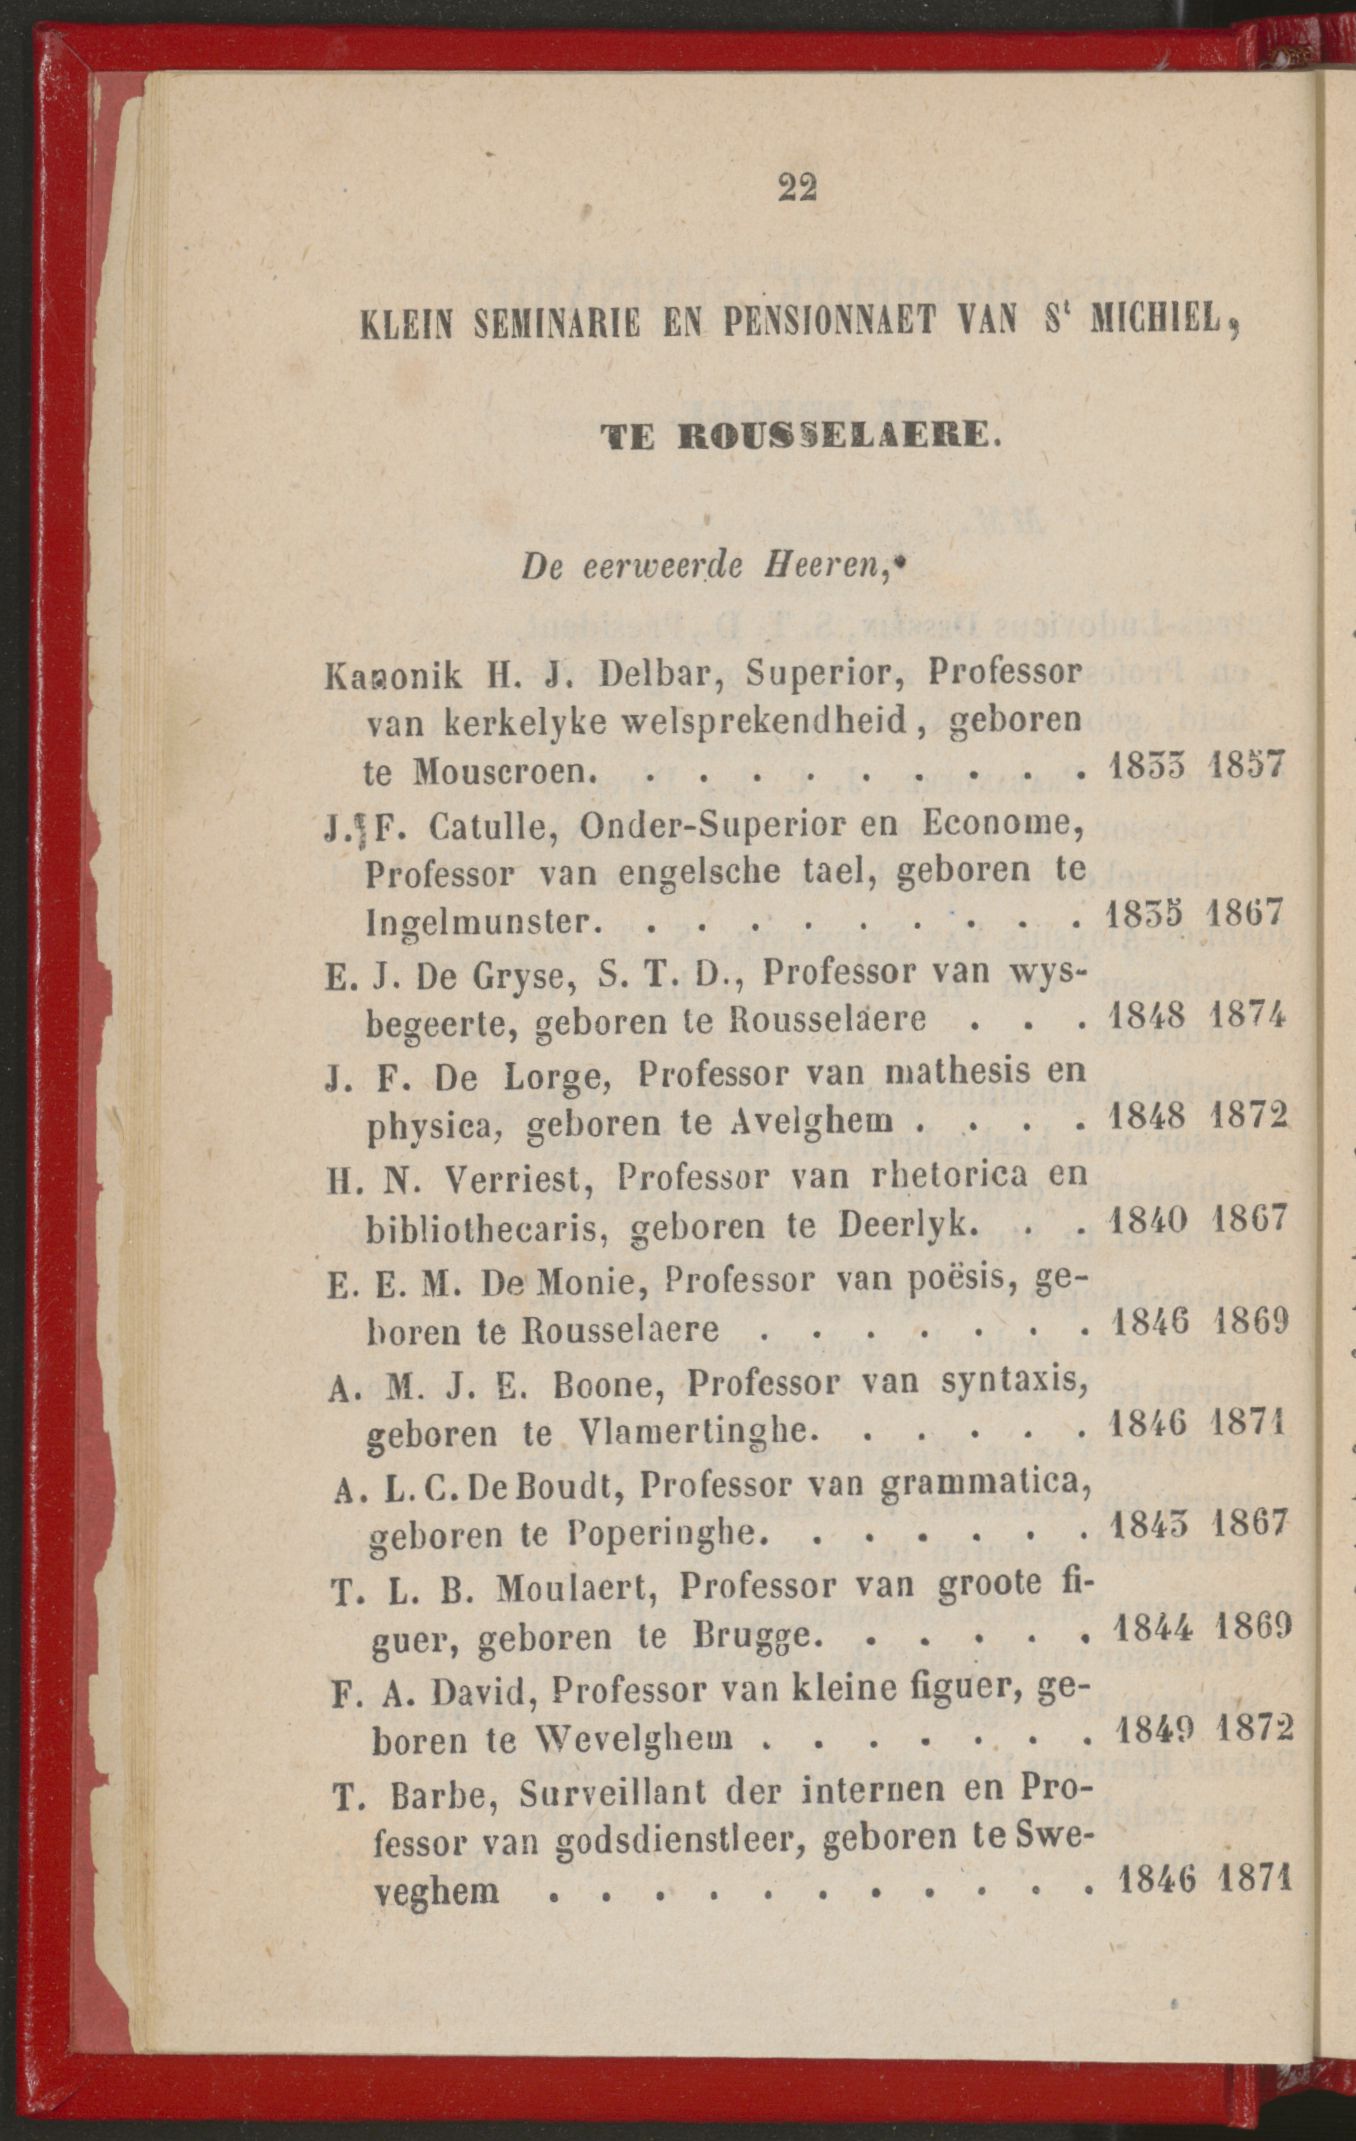 22
KLEIN SEMINARIE EN PENSIONNAET VAN St MICHIEL,
TE ROUSSELAERE.
De eerweerde Heeren,
Kanonik H. J. Delbar, Superior, Professor
van kerkelyke welsprekendheid, geboren
te Mouscroen. . . . . . . . . . 1833 1857
J. F. Catulle, Onder-Superior en Econome,
Professor van engelsche tael, geboren te
Ingelmunster. . . . . . . . . . 1835 1867
E. J. De Gryse, S. T. D., Professor van wys-
begeerte, geboren te Rousselaere . . . 1848 1874
J. F. De Lorge, Professor van mathesis en
physica, geboren te Avelghem . . . . 1848 1872
H. N. Verriest, Professor van rhetorica en
bibliothecaris, geboren te Deerlyk. . . 1840 1867
E. E. M. De Monie, Professor van poësis, ge-
boren te Rousselaere . . . . . . . 1846 1869
A. M. J. E. Boone, Professor van syntaxis,
geboren te Vlamertinghe. . . . . . 1846 1871
A. L. C. De Boudt, Professor van grammatica,
geboren te Poperinghe. . . . . . . 1843 1867
T. L. B. Moulaert, Professor van groote fi-
guer, geboren te Brugge. . . . . . 1844 1869
F. A. David, Professor van kleine figuer, ge-
boren te Wevelghem . . . . . . . 1849 1872
T. Barbe, Surveillant der internen en Pro-
fessor van godsdienstleer, geboren te Swe-
veghem . . . . . . . . . . . 1846 1871